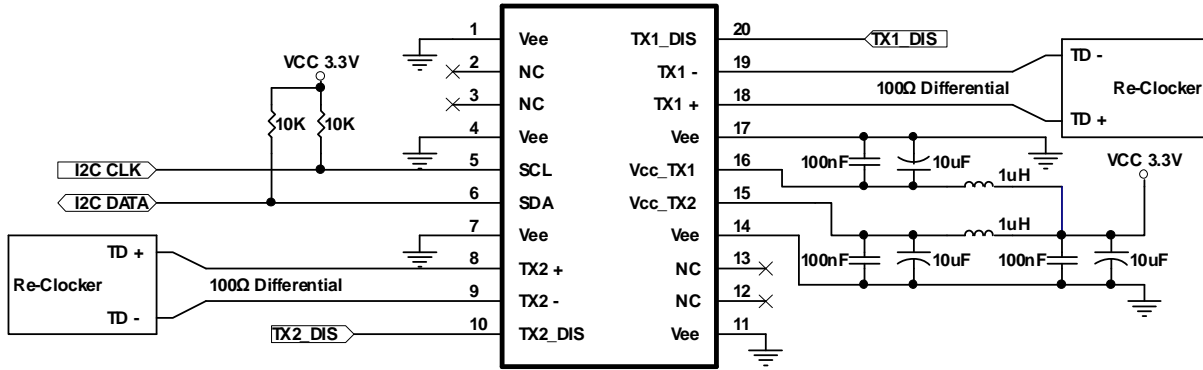 1 Vee TX1_DIS 20 TX1_DIS
2 NC TX1 - 19 TD -
VCC 3.3V
100Ω Differential Re-Clocker
3 NC TX1 + 18 TD +
10K 10K
4 Vee Vee 17
100nF 10uF VCC 3.3V
I2C CLK 5 SCL Vcc_TX1 16 1uH
I2C DATA 6 SDA Vcc_TX2 15 1uH
7 Vee Vee 14
TD + 8 TX2 + NC 13 100nF 10uF 100nF 10uF
Re-Clocker 100Ω Differential
TD - 9 TX2 - NC 12
TX2_DIS 10 TX2_DIS Vee 11